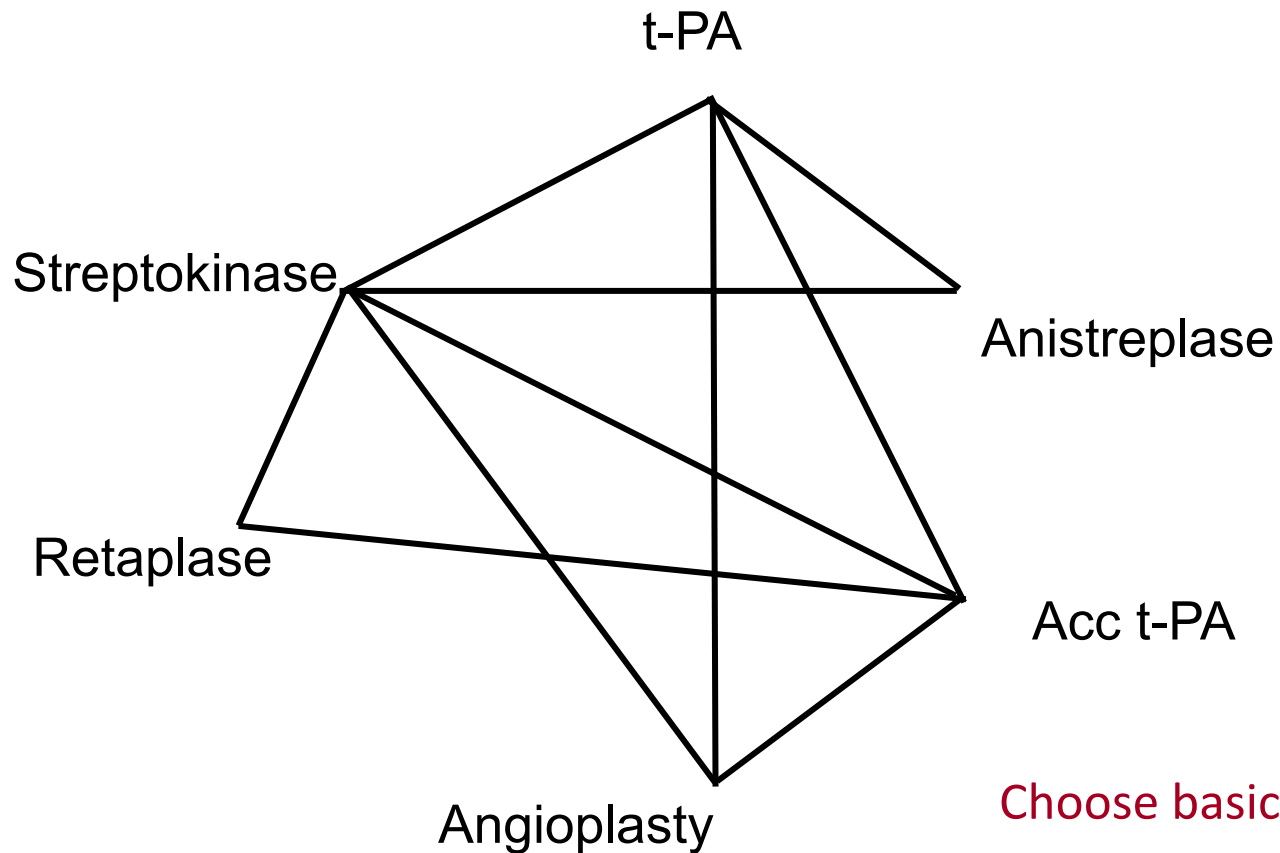 t-PA
Streptokinase
Anistreplase
Retaplase
Acc t-PA
Angioplasty
Choose basic